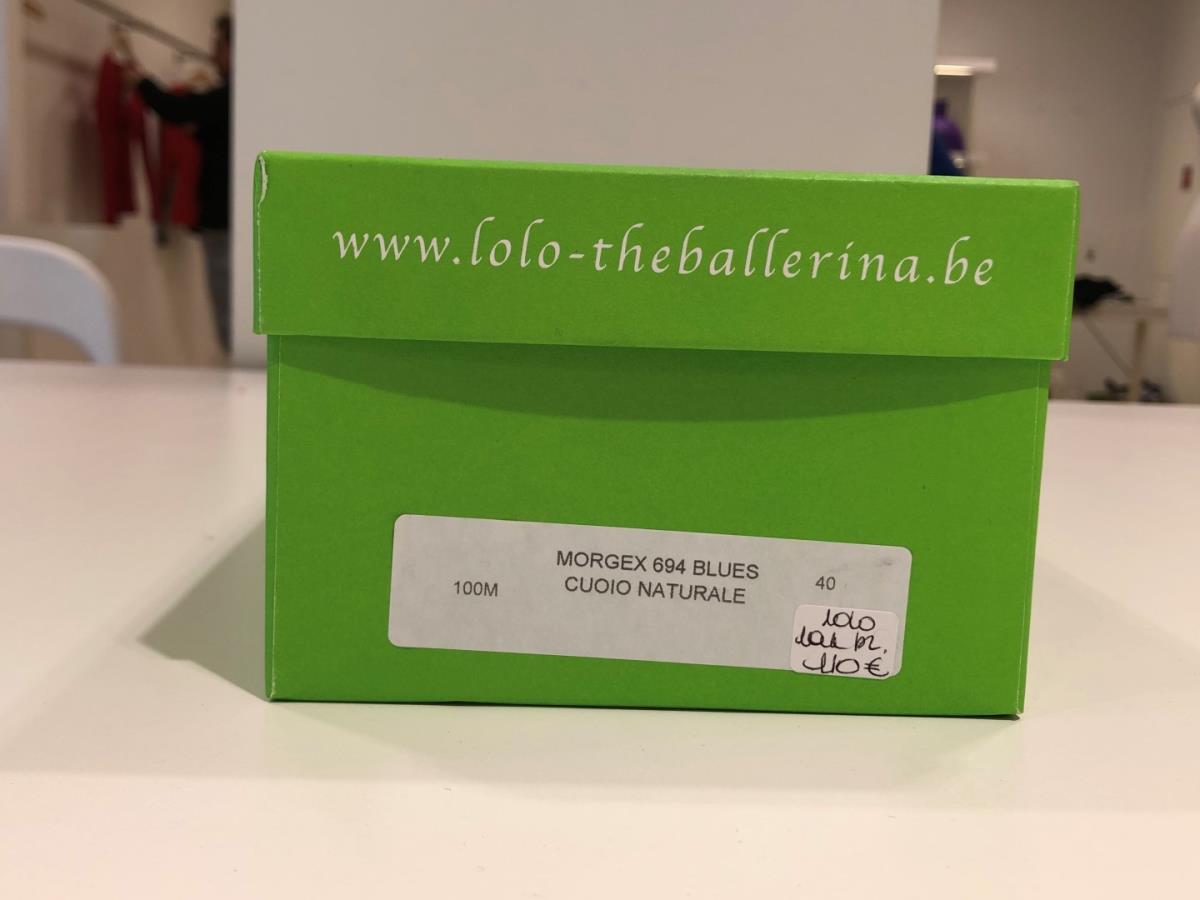 www.lolo-theballerina.be
MORGEX 694 BLUES
100M CUOIO NATURALE 40
lolo
110€